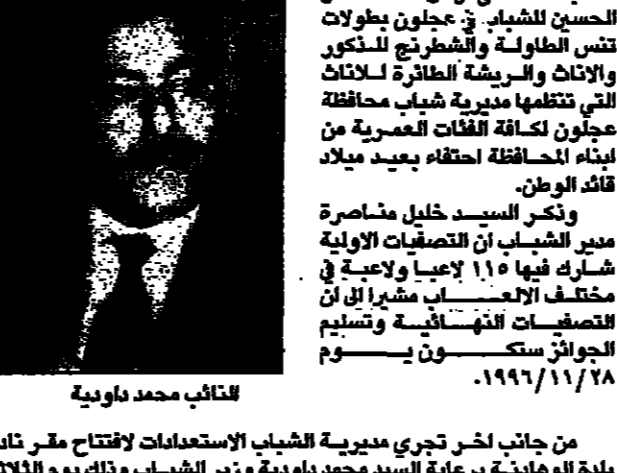 الحسين للشباب في عجلون بطولات
تنس الطاولة والشطرنج للذكور
والاناث والريشة الطائرة للاناث
التي تنظمها مديرية شباب محافظة
عجلون لكافة الفئات العمرية من
ابناء المحافظة احتفاء بعيد ميلاد
قائد الوطن.
وذكر السيد خليل مناصرة
مدير الشباب ان التصفيات الاولية
شارك فيها ١١٥ لاعبا ولاعبة في
مختلف الالعاب مشيرا الى ان
التصفيات النهائية وتسليم
الجوائز ستكون يوم
١٩٩٦/١١/٢٨.
النائب محمد داودية
من جانب اخر تجري مديرية الشباب الاستعدادات لافتتاح مقر
بلدة الوهادنة برعاية السيد محمد داودية وزير الشباب وذلك يوم